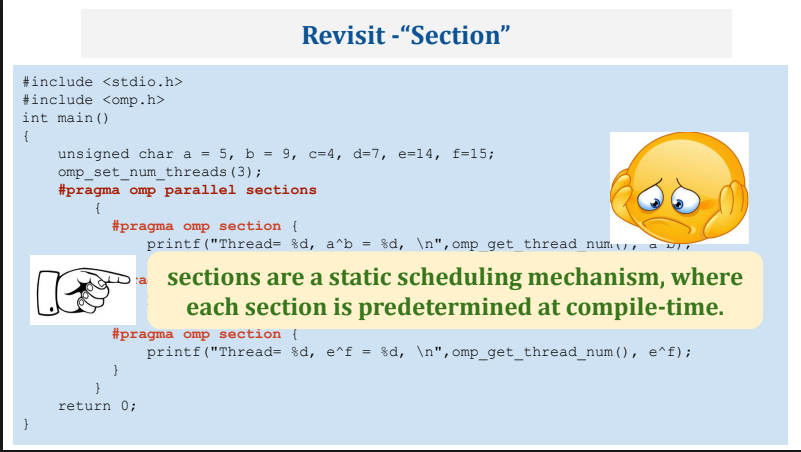 Revisit -“Section”
#include <stdio.h>
#include <omp.h>
int main()
{
unsigned char a = 5, b = 9, c=4, d=7, e=14, f=15;
omp_set_num_threads(3);
#pragma omp parallel sections
{
#pragma omp section {
printf("Thread= %d, a^b = %d, \n",omp_get_thread_num(), a^b);
sections are a static scheduling mechanism, where
each section is predetermined at compile-time.
#pragma omp section {
printf("Thread= %d, e^f = %d, \n",omp_get_thread_num(), e^f);
}
}
return 0;
}